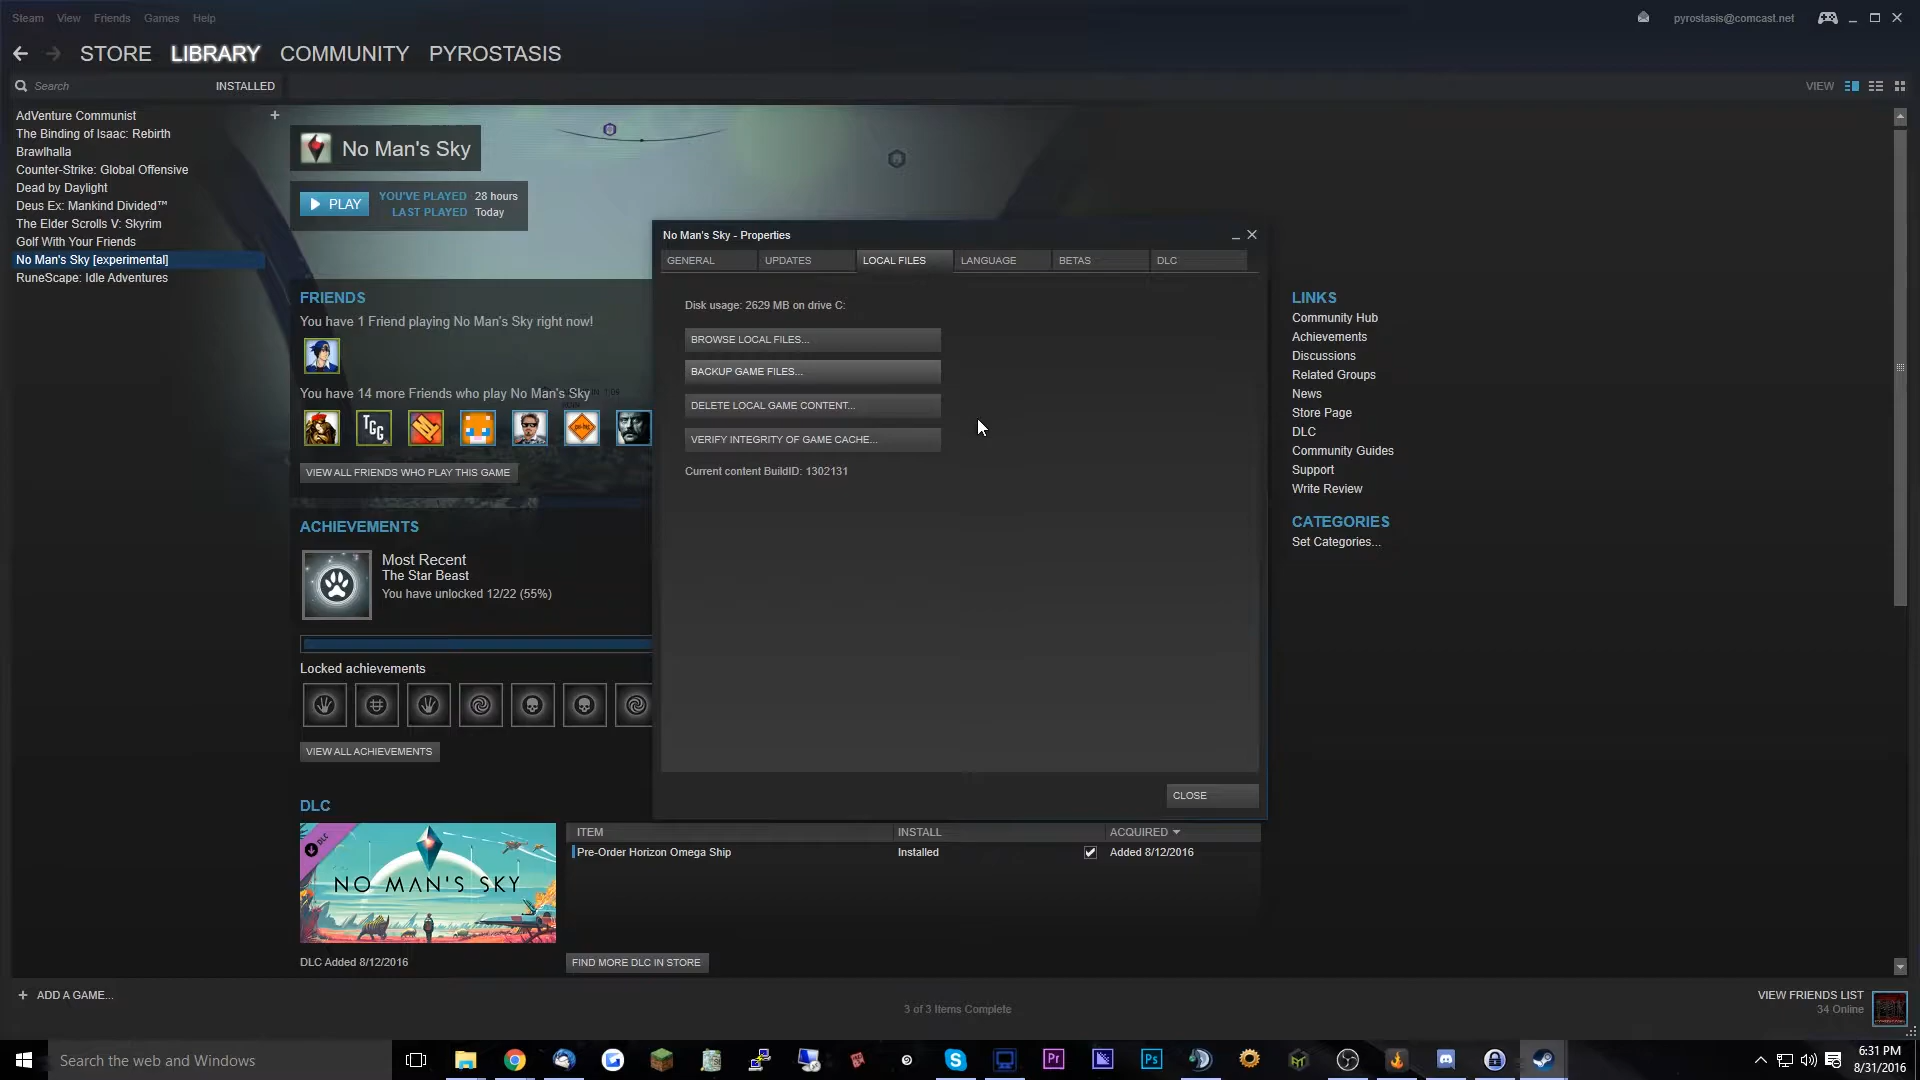 Steam View Friends Games Help
pyrostasis@comcast.net
STORE LIBRARY COMMUNITY PYROSTASIS
Search INSTALLED
VIEW
AdVenture Communist
The Binding of Isaac: Rebirth
Brawlhalla
Counter-Strike: Global Offensive
Dead by Daylight
Deus Ex: Mankind Divided™
The Elder Scrolls V: Skyrim
Golf With Your Friends
No Man's Sky [experimental]
RuneScape: Idle Adventures
No Man's Sky
PLAY
YOU'VE PLAYED 28 hours
LAST PLAYED Today
FRIENDS
You have 1 Friend playing No Man's Sky right now!
You have 14 more Friends who play No Man's Sky
TGG
VIEW ALL FRIENDS WHO PLAY THIS GAME
ACHIEVEMENTS
Most Recent
The Star Beast
You have unlocked 12/22 (55%)
Locked achievements
VIEW ALL ACHIEVEMENTS
No Man's Sky - Properties
GENERAL UPDATES LOCAL FILES LANGUAGE BETAS DLC
Disk usage: 2629 MB on drive C:
BROWSE LOCAL FILES...
BACKUP GAME FILES...
DELETE LOCAL GAME CONTENT...
VERIFY INTEGRITY OF GAME CACHE...
Current content BuildID: 1302131
CLOSE
LINKS
Community Hub
Achievements
Discussions
Related Groups
News
Store Page
DLC
Community Guides
Support
Write Review
CATEGORIES
Set Categories...
DLC
DLC
NO MAN'S SKY
DLC Added 8/12/2016
ITEM INSTALL ACQUIRED
Pre-Order Horizon Omega Ship Installed Added 8/12/2016
FIND MORE DLC IN STORE
+ ADD A GAME...
3 of 3 Items Complete
VIEW FRIENDS LIST
34 Online
Search the web and Windows
Pr
Ps
6:31 PM
8/31/2016